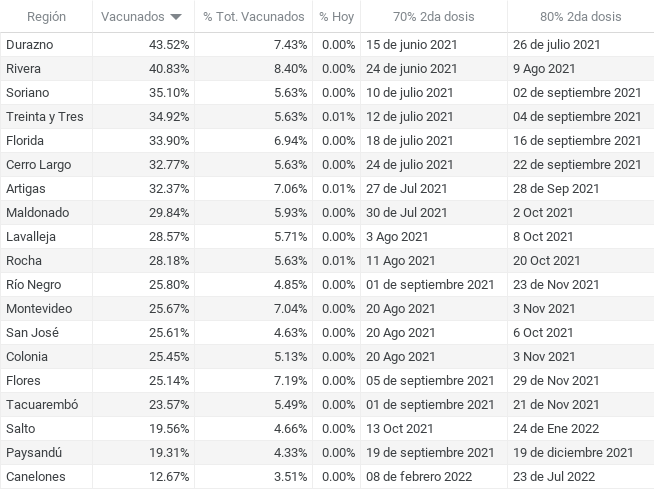 Región Vacunados % Tot. Vacunados % Hoy 70% 2da dosis 80% 2da dosis
Durazno 43.52% 7.43% 0.00% 15 de junio 2021 26 de julio 2021
Rivera 40.83% 8.40% 0.00% 24 de junio 2021 9 Ago 2021
Soriano 35.10% 5.63% 0.00% 10 de julio 2021 02 de septiembre 2021
Treinta y Tres 34.92% 5.63% 0.01% 12 de julio 2021 04 de septiembre 2021
Florida 33.90% 6.94% 0.00% 18 de julio 2021 16 de septiembre 2021
Cerro Largo 32.77% 5.63% 0.00% 24 de julio 2021 22 de septiembre 2021
Artigas 32.37% 7.06% 0.01% 27 de Jul 2021 28 de Sep 2021
Maldonado 29.84% 5.93% 0.00% 30 de Jul 2021 2 Oct 2021
Lavalleja 28.57% 5.71% 0.00% 3 Ago 2021 8 Oct 2021
Rocha 28.18% 5.63% 0.01% 11 Ago 2021 20 Oct 2021
Río Negro 25.80% 4.85% 0.00% 01 de septiembre 2021 23 de Nov 2021
Montevideo 25.67% 7.04% 0.00% 20 Ago 2021 3 Nov 2021
San José 25.61% 4.63% 0.00% 20 Ago 2021 6 Oct 2021
Colonia 25.45% 5.13% 0.00% 20 Ago 2021 3 Nov 2021
Flores 25.14% 7.19% 0.00% 05 de septiembre 2021 29 de Nov 2021
Tacuarembó 23.57% 5.49% 0.00% 01 de septiembre 2021 21 de Nov 2021
Salto 19.56% 4.66% 0.00% 13 Oct 2021 24 de Ene 2022
Paysandú 19.31% 4.33% 0.00% 19 de septiembre 2021 19 de diciembre 2021
Canelones 12.67% 3.51% 0.00% 08 de febrero 2022 23 de Jul 2022